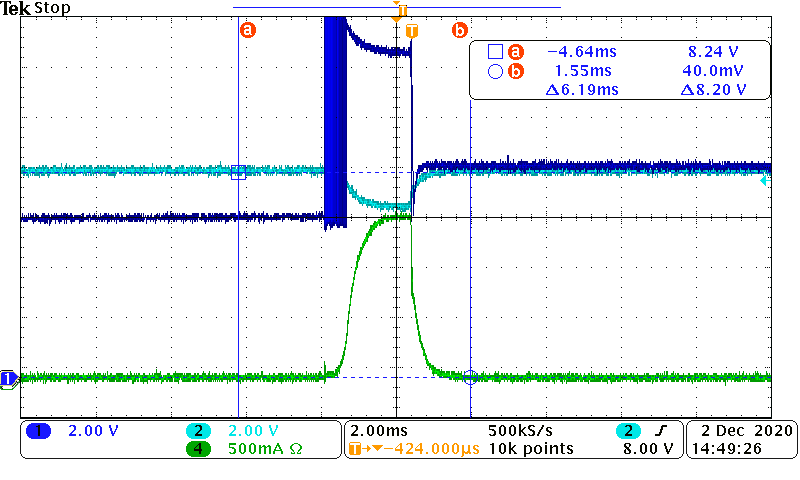 Tek Stop
T
a
T
b
a −4.64ms 8.24 V
b 1.55ms 40.0mV
Δ6.19ms Δ8.20 V
1
1 2.00 V 2 2.00 V 2.00ms 500kS/s 2 8.00 V 2 Dec 2020
4 500mA Ω T→▼−424.000µs 10k points 14:49:26